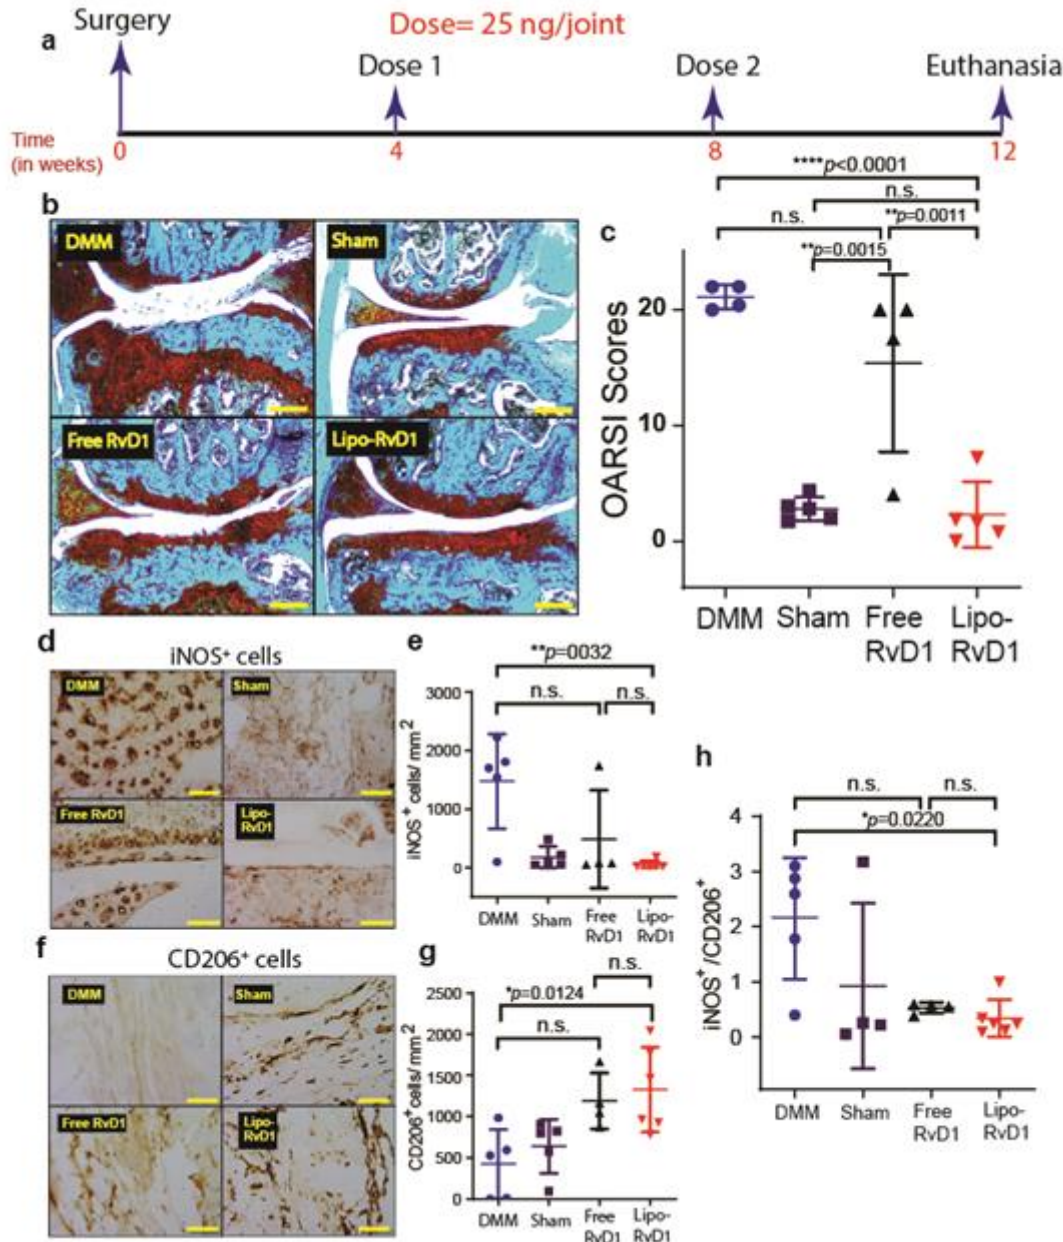 a
Surgery
Dose= 25 ng/joint
Dose 1
Dose 2
Euthanasia
Time
(in weeks)
0
4
8
12
b
DMM
Sham
Free RvD1
Lipo-RvD1
c
****p<0.0001
n.s.
n.s.
**p=0.0011
**p=0.0015
OARSI Scores
20
10
0
DMM
Sham
Free
RvD1
Lipo-
RvD1
d
iNOS+ cells
DMM
Sham
Free RvD1
Lipo-
RvD1
e
**p=0032
n.s.
n.s.
iNOS+ cells/ mm2
3000
2000
1000
0
DMM
Sham
Free
RvD1
Lipo-
RvD1
f
CD206+ cells
DMM
Sham
Free RvD1
Lipo-
RvD1
g
n.s.
*p=0.0124
n.s.
CD206+cells/ mm2
2500
2000
1500
1000
500
0
DMM
Sham
Free
RvD1
Lipo-
RvD1
h
n.s.
n.s.
*p=0.0220
iNOS+/CD206+
4
3
2
1
0
DMM
Sham
Free
RvD1
Lipo-
RvD1